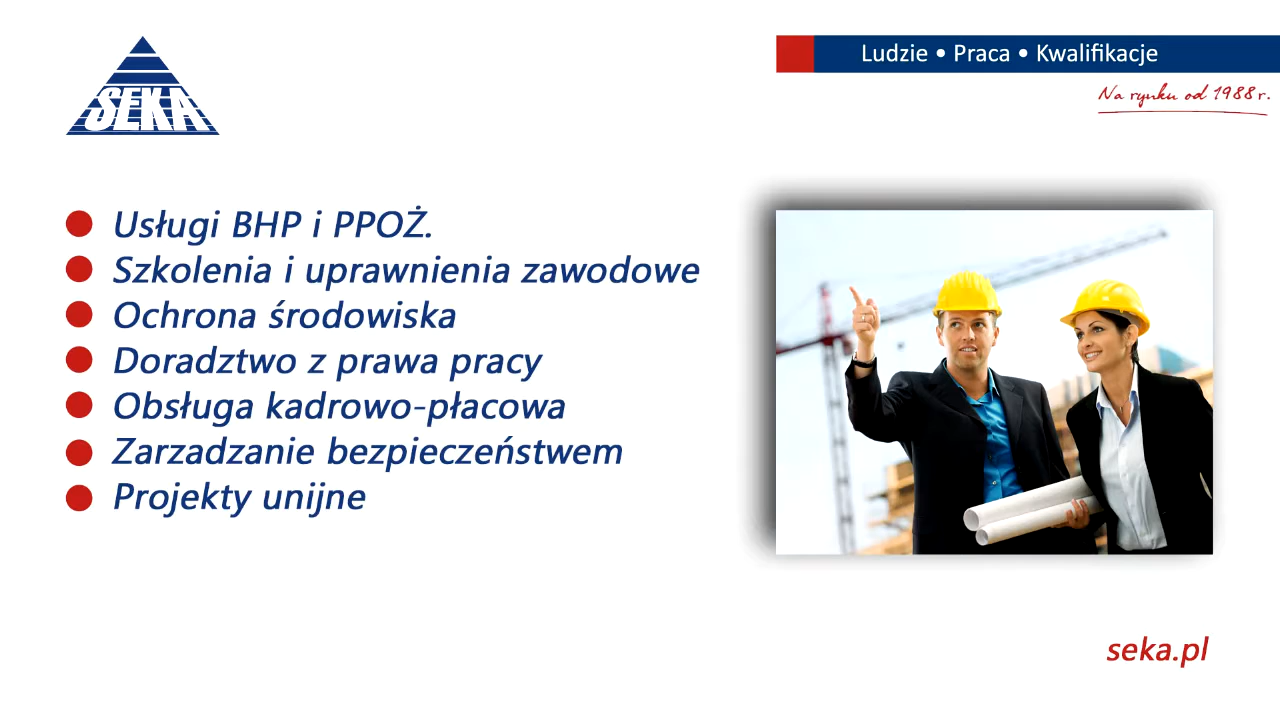 SEKA
Ludzie • Praca • Kwalifikacje
Na rynku od 1988 r.
Usługi BHP i PPOŻ.
Szkolenia i uprawnienia zawodowe
Ochrona środowiska
Doradztwo z prawa pracy
Obsługa kadrowo-płacowa
Zarzadzanie bezpieczeństwem
Projekty unijne
seka.pl